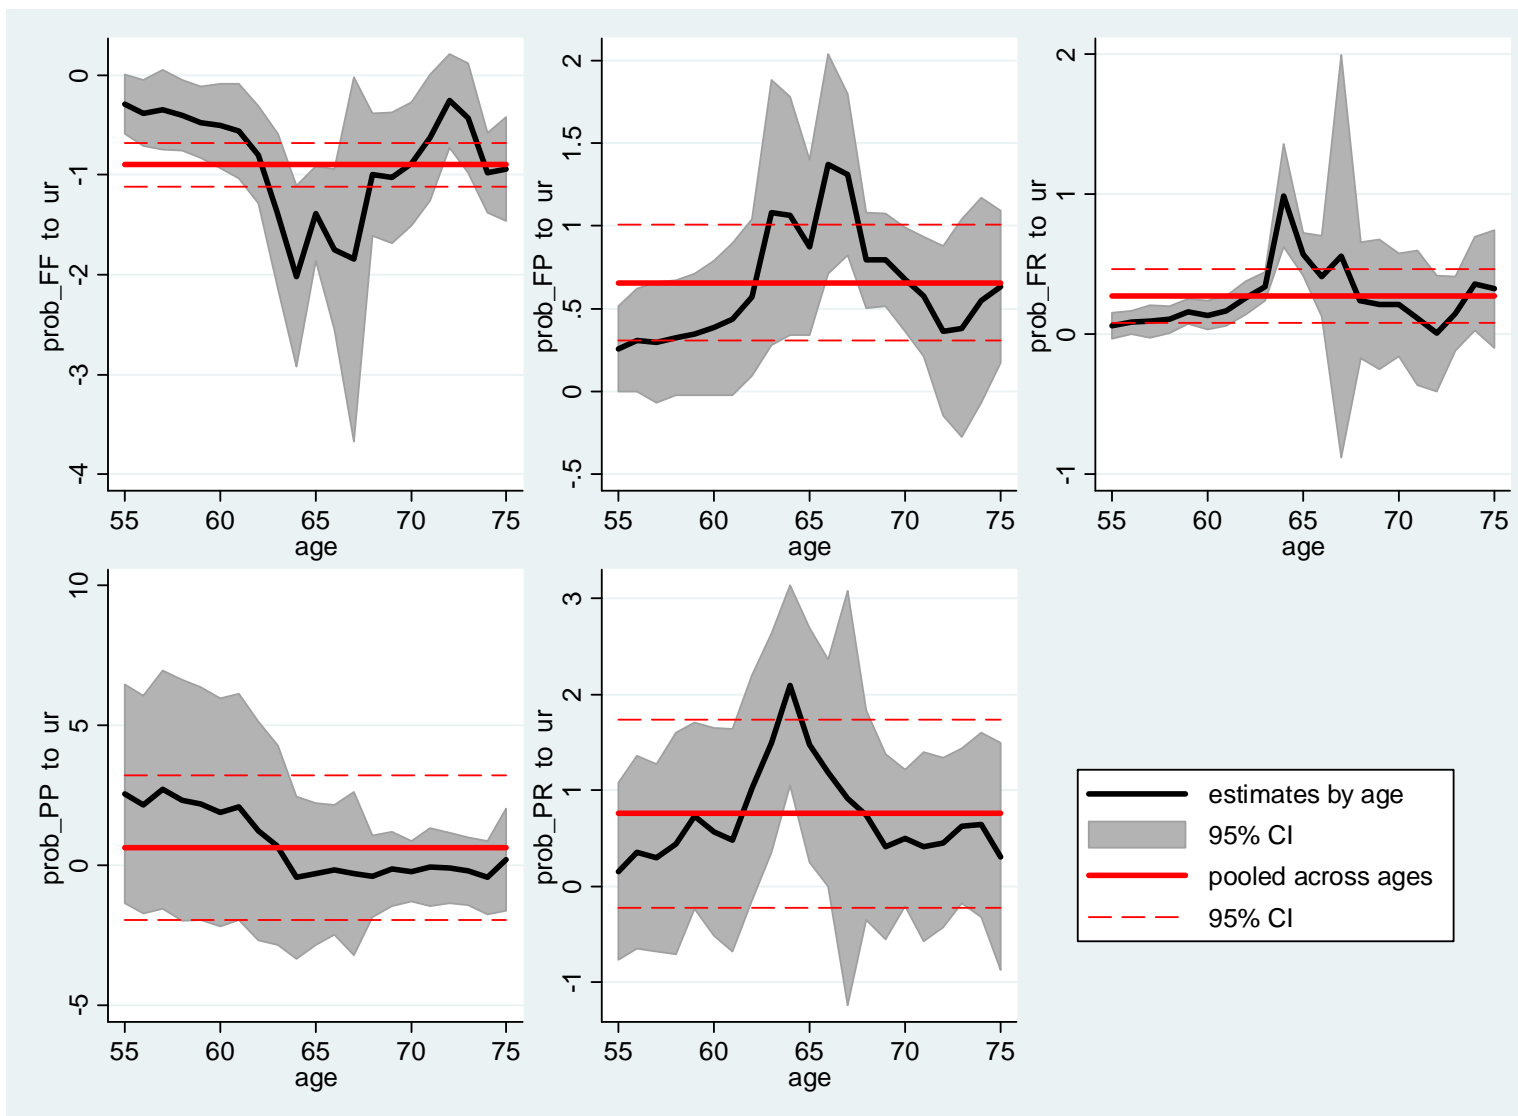 prob_FF to ur
0
-1
-2
-3
-4
55 60 65 70 75
age
prob_FP to ur
2
1.5
1
.5
0
-.5
55 60 65 70 75
age
prob_FR to ur
2
1
0
-1
55 60 65 70 75
age
prob_PP to ur
10
5
0
-5
55 60 65 70 75
age
prob_PR to ur
3
2
1
0
-1
55 60 65 70 75
age
estimates by age
95% CI
pooled across ages
95% CI